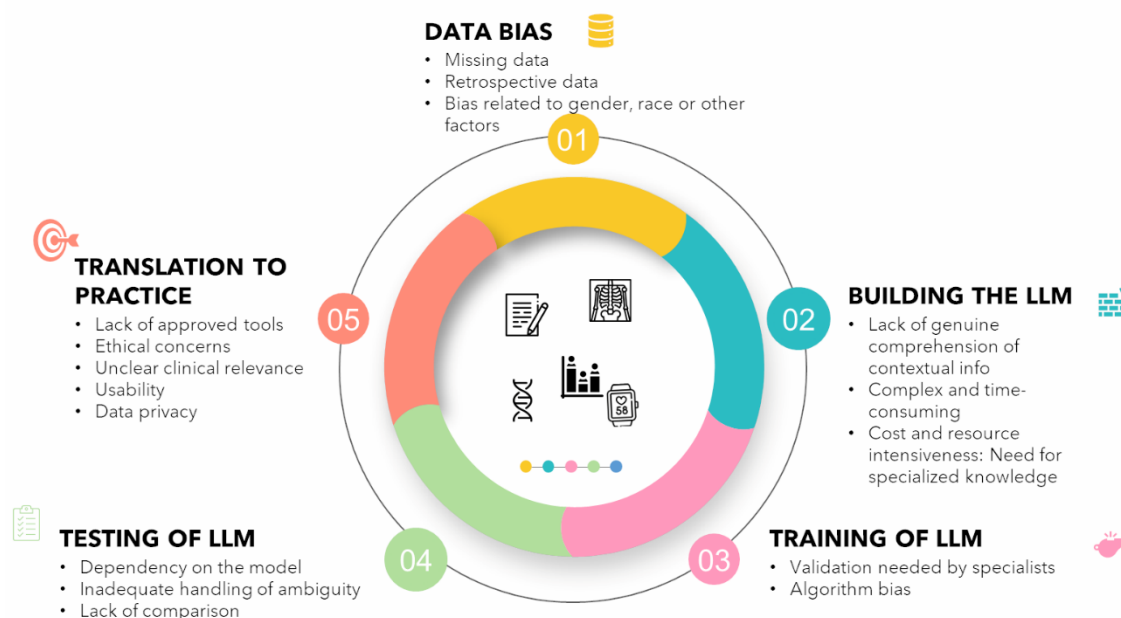 DATA BIAS
• Missing data
• Retrospective data
• Bias related to gender, race or other
factors
01
TRANSLATION TO
PRACTICE
• Lack of approved tools
• Ethical concerns
• Unclear clinical relevance
• Usability
• Data privacy
05
58
02
BUILDING THE LLM
• Lack of genuine
comprehension of
contextual info
• Complex and time-
consuming
• Cost and resource
intensiveness: Need for
specialized knowledge
TESTING OF LLM
• Dependency on the model
• Inadequate handling of ambiguity
• Lack of comparison
04
03
TRAINING OF LLM
• Validation needed by specialists
• Algorithm bias